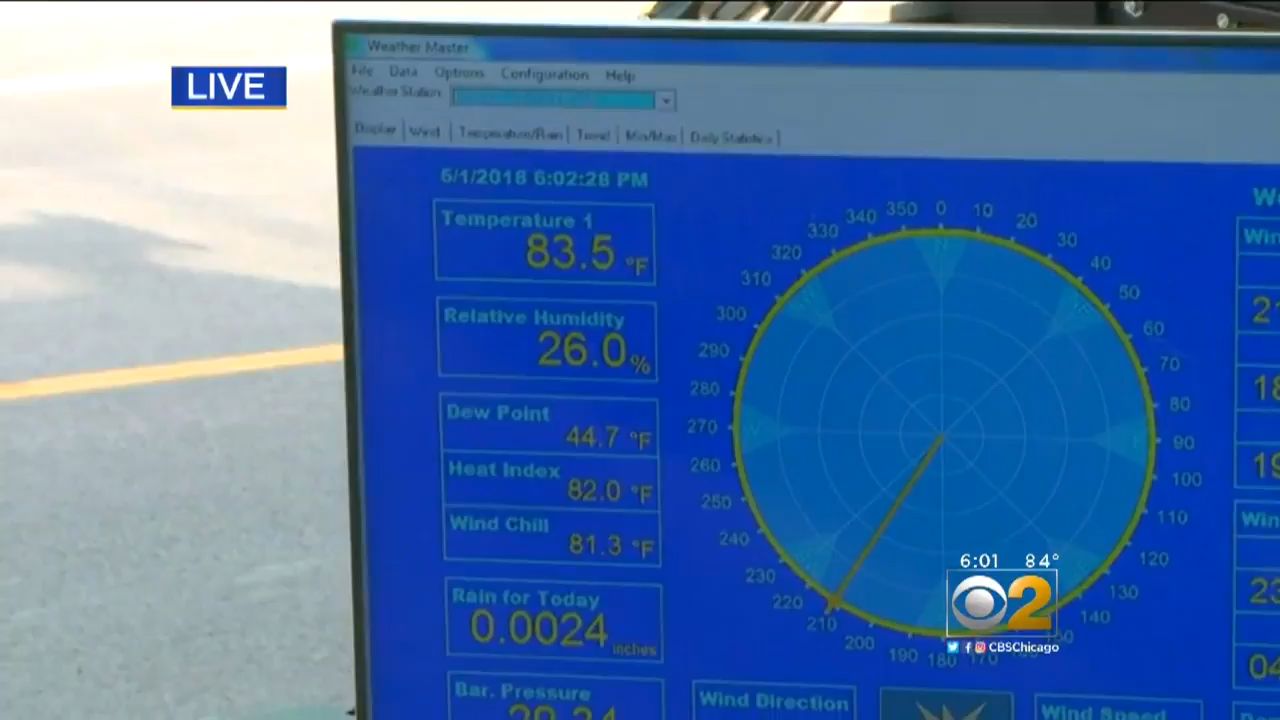 LIVE
Weather Master
File Data Options Configuration Help
Weather Station:
Display Wind Temperature/Rain Trend Min/Max Daily Statistics
5/1/2018 6:02:28 PM
Temperature 1
83.5 °F
Relative Humidity
26.0 %
Dew Point
44.7 °F
Heat Index
82.0 °F
Wind Chill
81.3 °F
Rain for Today
0.0024 inches
Bar. Pressure
Wind Direction
Wind Speed
0 10 20 30 40 50 60 70 80 90 100 110 120 130 140
170 180 190 200 210 220 230 240 250 260 270 280 290 300 310 320 330 340 350
N
Win
Win
6:01 84°
2
CBSChicago